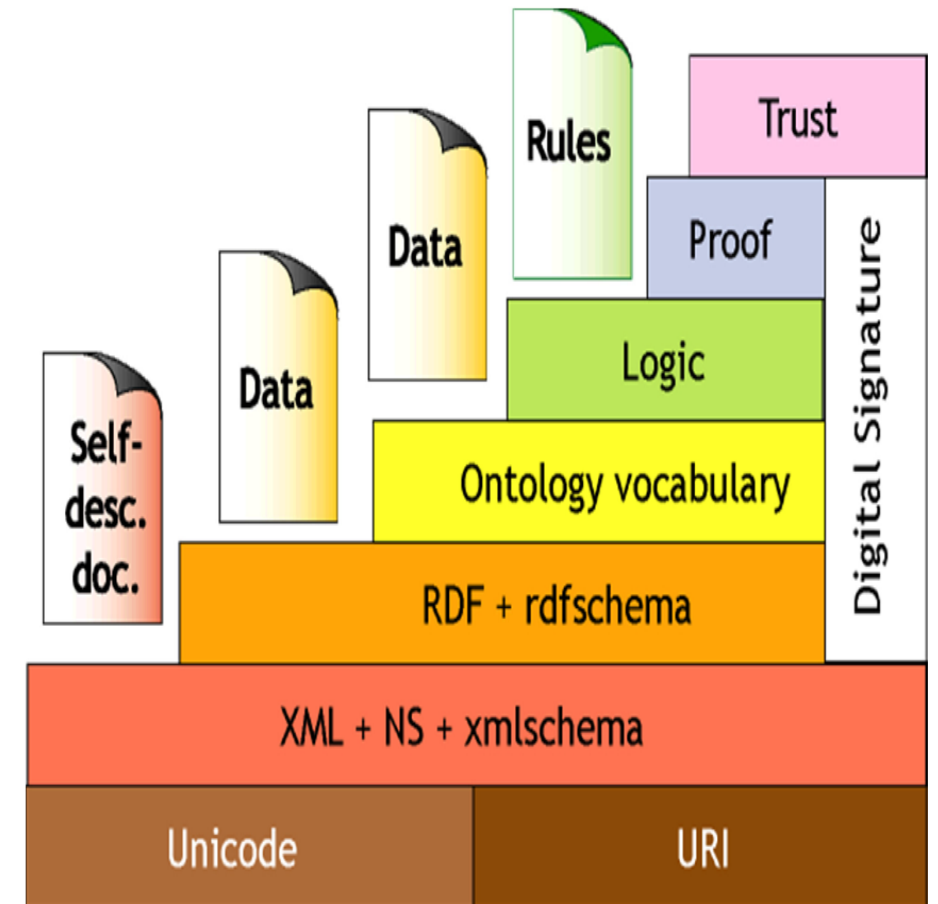 Rules
Trust
Data
Proof
Digital Signature
Data
Logic
Self-
desc.
doc.
Ontology vocabulary
RDF + rdfschema
XML + NS + xmlschema
Unicode
URI